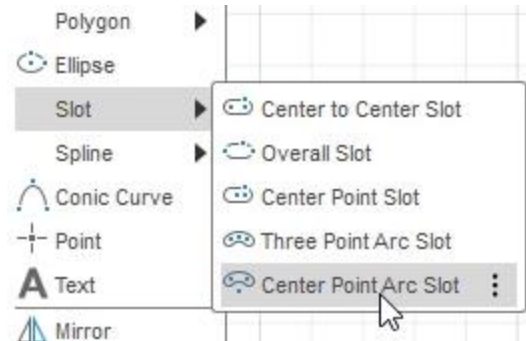 Polygon
Ellipse
Slot
Spline
Conic Curve
Point
Text
Mirror
Center to Center Slot
Overall Slot
Center Point Slot
Three Point Arc Slot
Center Point Arc Slot